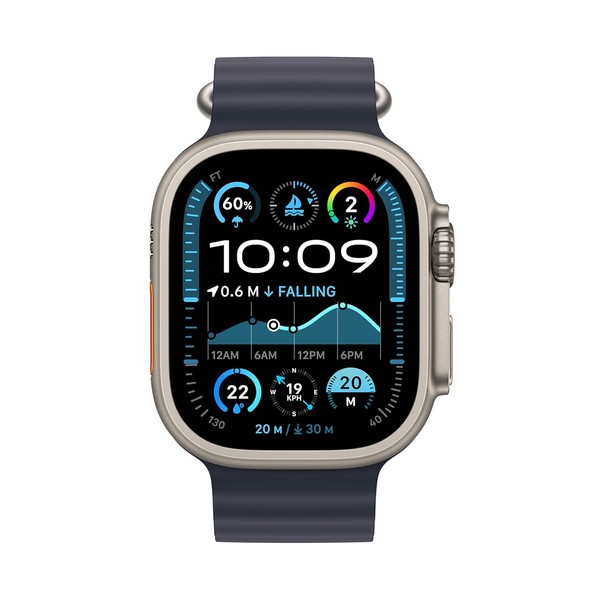 FT
M
60%
2
10:09
0.6 M ↓ FALLING
12AM 6AM 12PM 6PM
22
N
W E
19
KPH
S
20
M
130
40
20 M / ⤓ 30 M